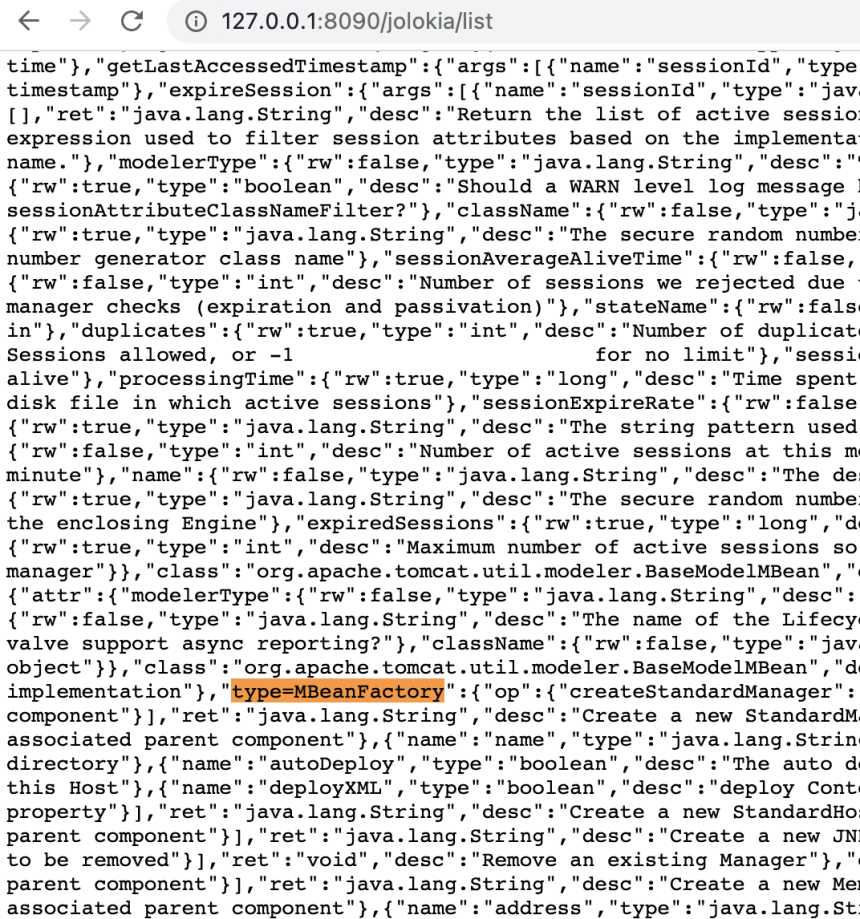 127.0.0.1:8090/jolokia/list
time"},"getLastAccessedTimestamp":{"args":[{"name":"sessionId","type
timestamp"},"expireSession":{"args":[{"name":"sessionId","type":"jav
[],"ret":"java.lang.String","desc":"Return the list of active session
expression used to filter session attributes based on the implementa
name."},"modelerType":{"rw":false,"type":"java.lang.String","desc":"
{"rw":true,"type":"boolean","desc":"Should a WARN level log message
sessionAttributeClassNameFilter?"},"className":{"rw":false,"type":"j
{"rw":true,"type":"java.lang.String","desc":"The secure random numbe
number generator class name"},"sessionAverageAliveTime":{"rw":false,
{"rw":false,"type":"int","desc":"Number of sessions we rejected due
manager checks (expiration and passivation)"},"stateName":{"rw":false
in"},"duplicates":{"rw":true,"type":"int","desc":"Number of duplicate
Sessions allowed, or -1 for no limit"},"sessio
alive"},"processingTime":{"rw":true,"type":"long","desc":"Time spent
disk file in which active sessions"},"sessionExpireRate":{"rw":false
{"rw":true,"type":"java.lang.String","desc":"The string pattern used
{"rw":false,"type":"int","desc":"Number of active sessions at this mo
minute"},"name":{"rw":false,"type":"java.lang.String","desc":"The des
{"rw":true,"type":"java.lang.String","desc":"The secure random numbe
the enclosing Engine"},"expiredSessions":{"rw":true,"type":"long","de
{"rw":true,"type":"int","desc":"Maximum number of active sessions so
manager"}},"class":"org.apache.tomcat.util.modeler.BaseModelMBean","
{"attr":{"modelerType":{"rw":false,"type":"java.lang.String","desc":
{"rw":false,"type":"java.lang.String","desc":"The name of the Lifecyc
valve support async reporting?"},"className":{"rw":false,"type":"java
object"}},"class":"org.apache.tomcat.util.modeler.BaseModelMBean","de
implementation"},"type=MBeanFactory":{"op":{"createStandardManager":
component"}],"ret":"java.lang.String","desc":"Create a new StandardMa
associated parent component"},{"name":"name","type":"java.lang.String
directory"},{"name":"autoDeploy","type":"boolean","desc":"The auto de
this Host"},{"name":"deployXML","type":"boolean","desc":"deploy Conte
property"}],"ret":"java.lang.String","desc":"Create a new StandardHos
parent component"}],"ret":"java.lang.String","desc":"Create a new JND
to be removed"}],"ret":"void","desc":"Remove an existing Manager"},"
parent component"}],"ret":"java.lang.String","desc":"Create a new Mem
associated parent component"},{"name":"address","type":"java.lang.St